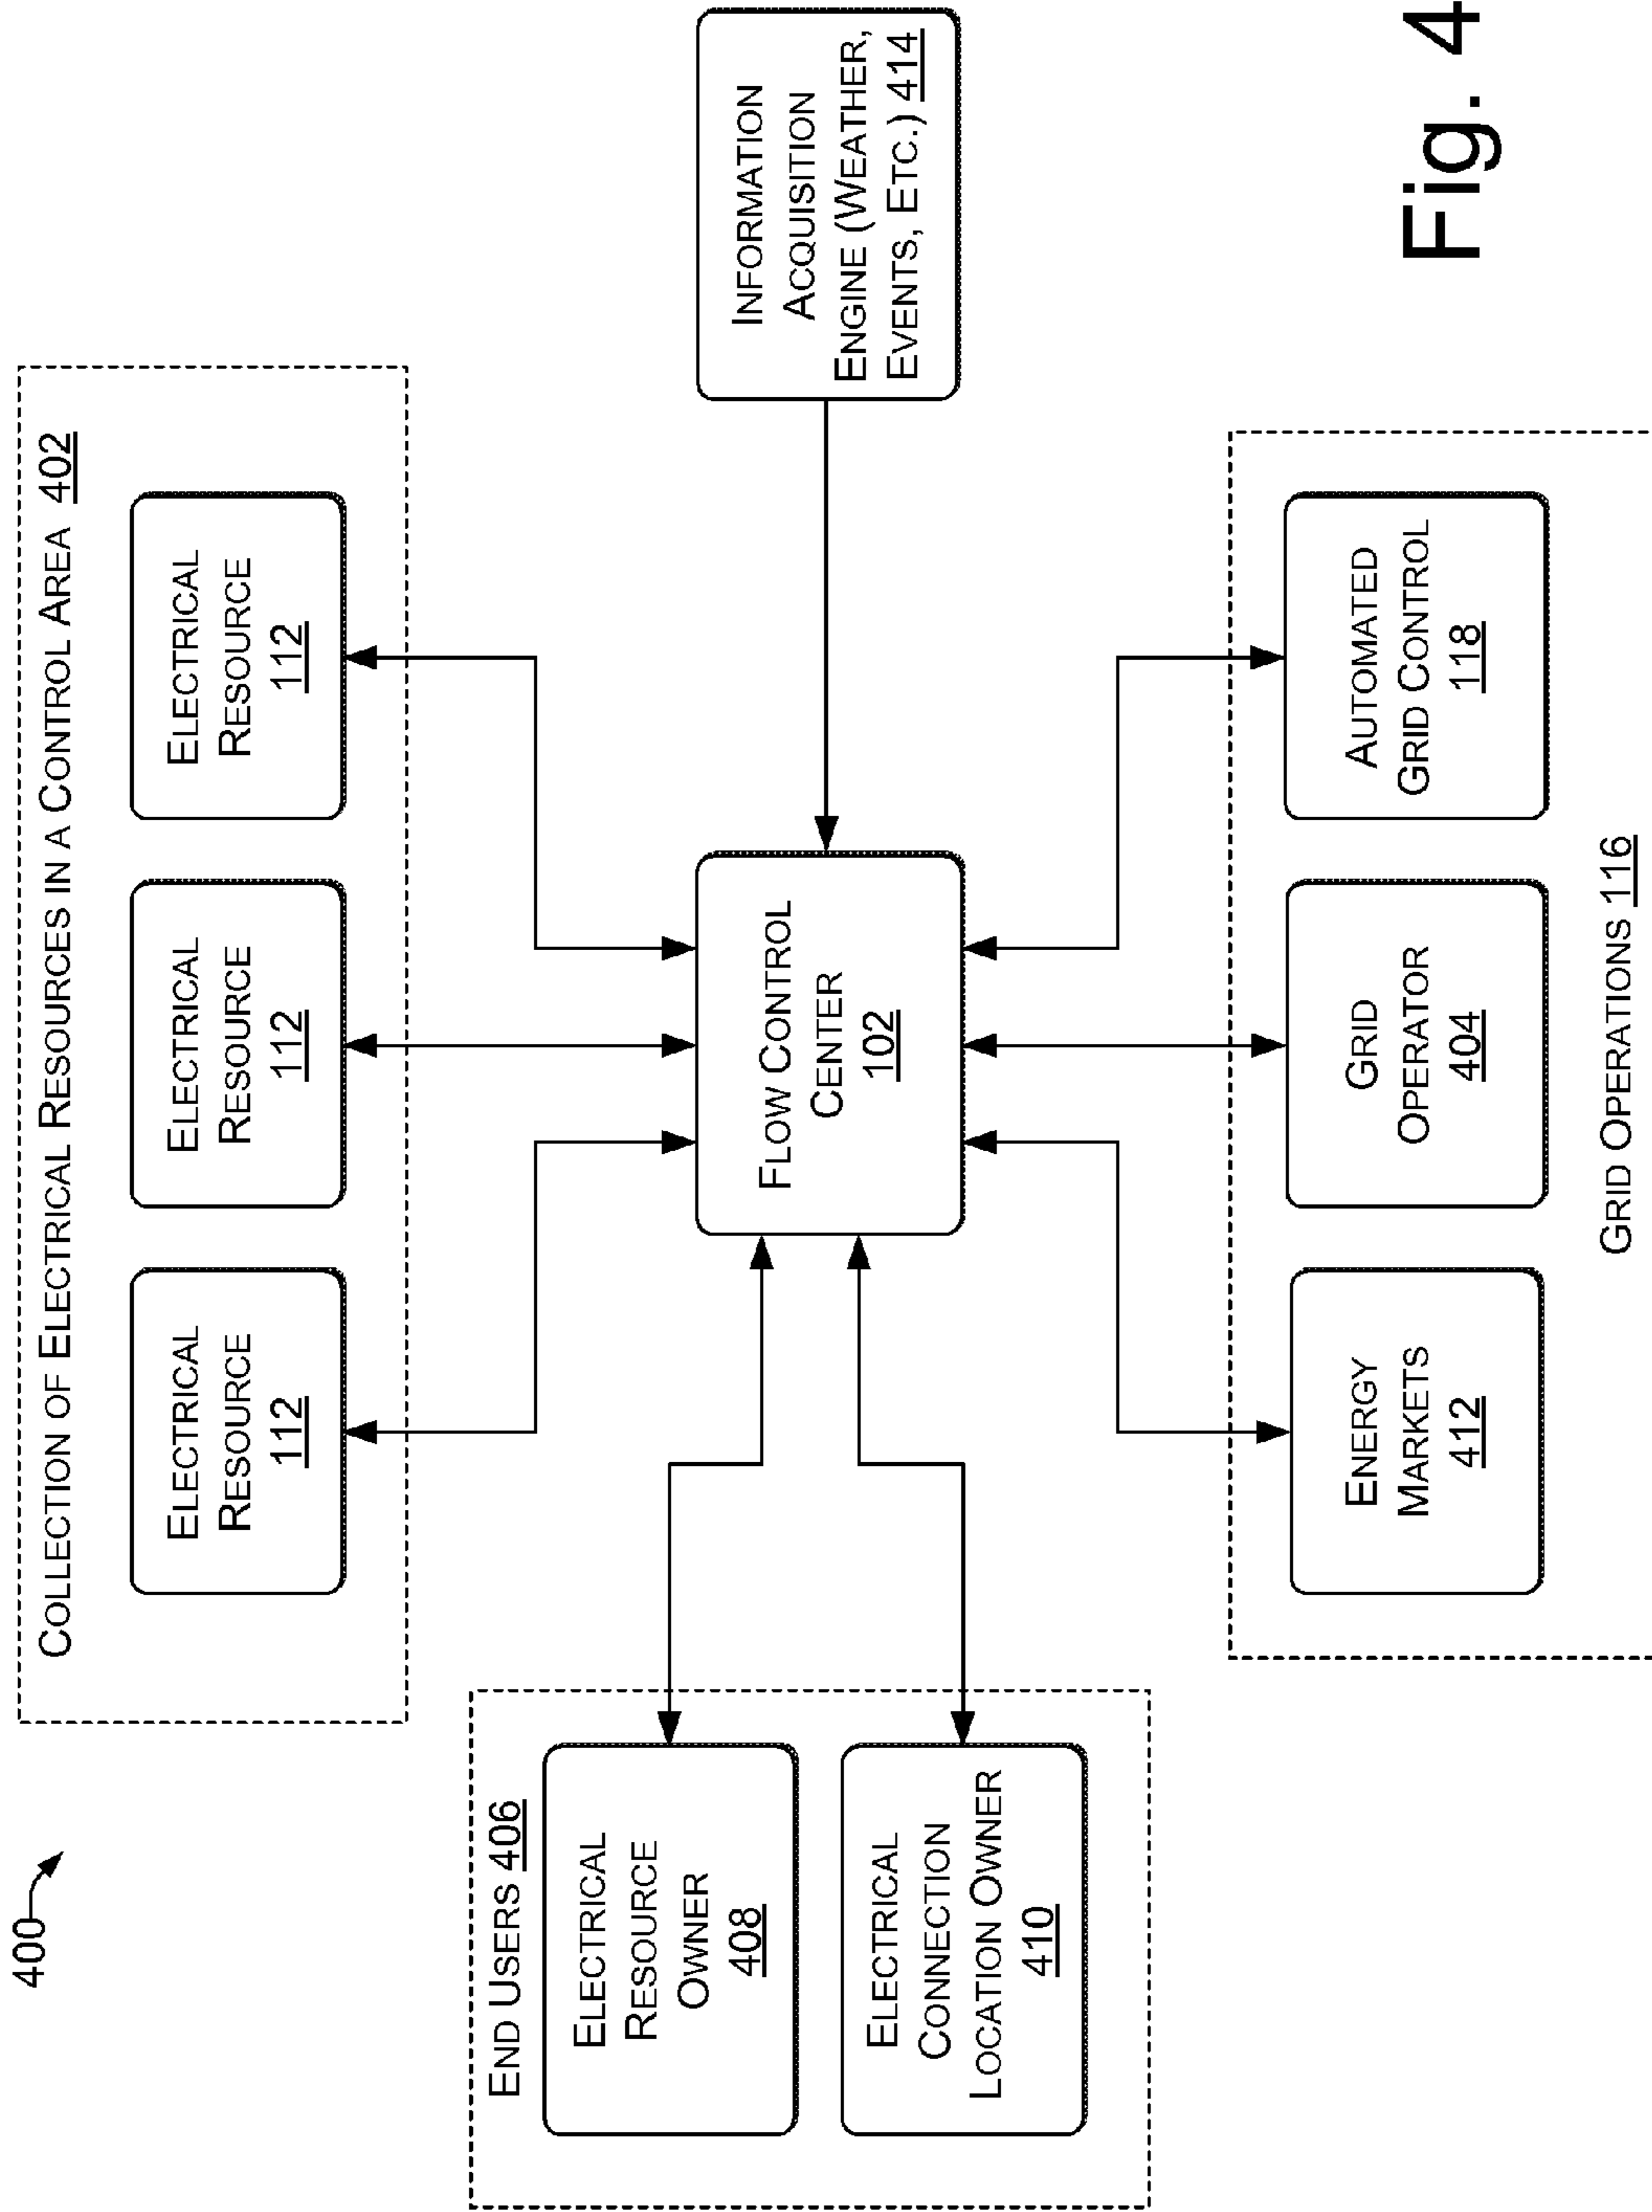 400
COLLECTION OF ELECTRICAL RESOURCES IN A CONTROL AREA 402
ELECTRICAL
RESOURCE
112
ELECTRICAL
RESOURCE
112
ELECTRICAL
RESOURCE
112
END USERS 406
ELECTRICAL
RESOURCE
OWNER
408
ELECTRICAL
CONNECTION
LOCATION OWNER
410
FLOW CONTROL
CENTER
102
INFORMATION
ACQUISITION
ENGINE (WEATHER,
EVENTS, ETC.) 414
ENERGY
MARKETS
412
GRID
OPERATOR
404
AUTOMATED
GRID CONTROL
118
GRID OPERATIONS 116
Fig. 4